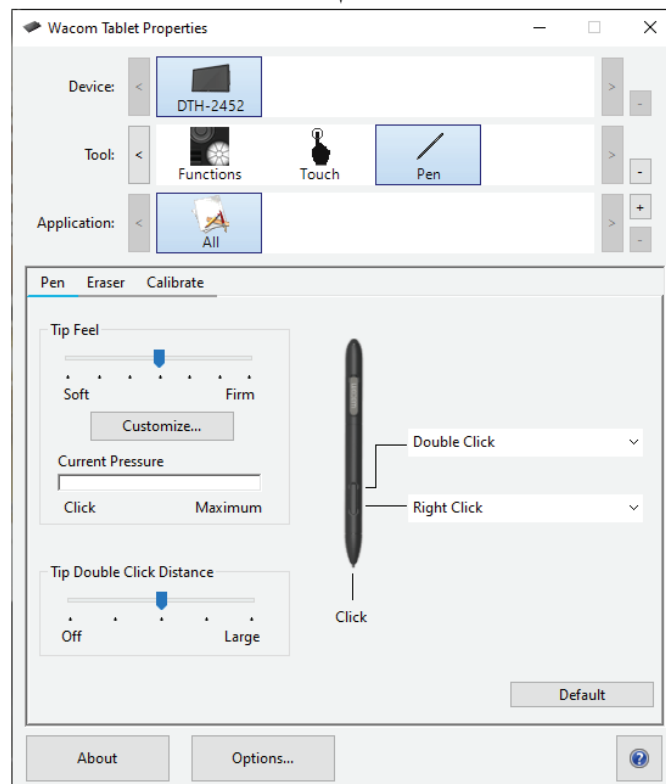 Wacom Tablet Properties
Device:
DTH-2452
Tool:
Functions Touch Pen
Application:
All
Pen Eraser Calibrate
Tip Feel
Soft Firm
Customize...
Current Pressure
Click Maximum
Double Click
Right Click
Click
Tip Double Click Distance
Off Large
Default
About Options...